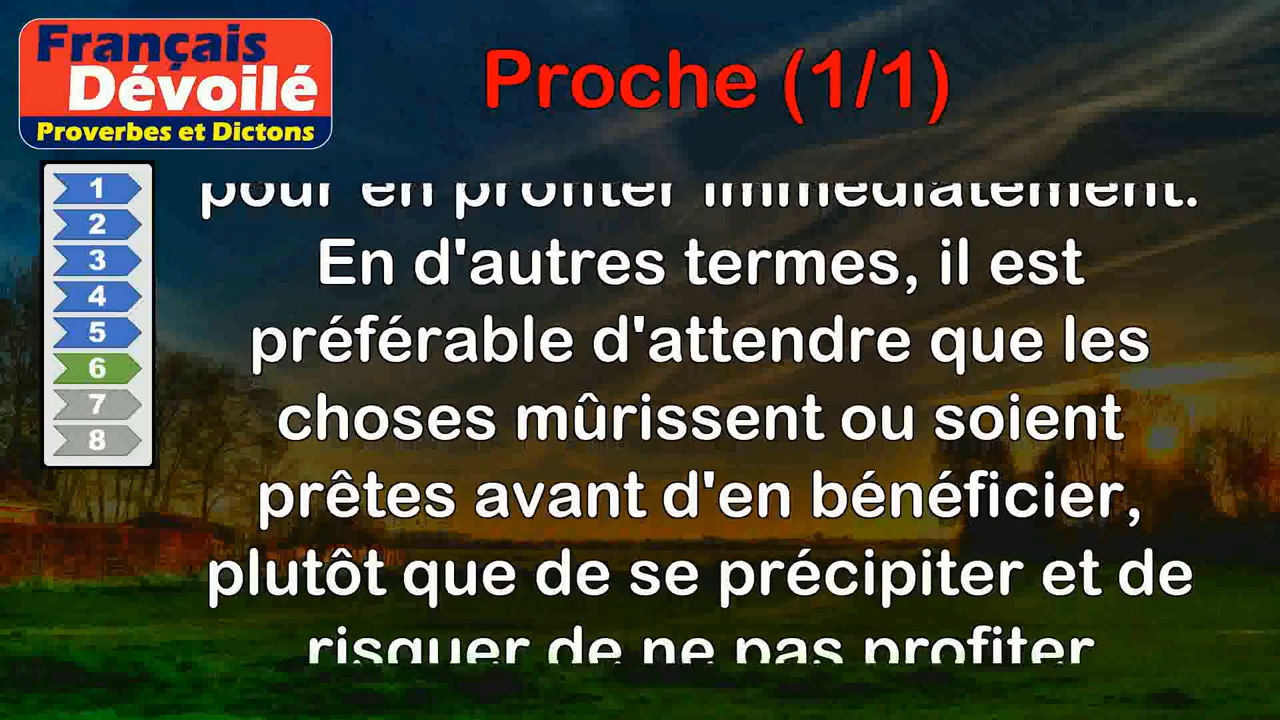 Français
Dévoilé
Proverbes et Dictons
Proche (1/1)
1
2
3
4
5
6
7
8
pour en profiter immédiatement.
En d'autres termes, il est
préférable d'attendre que les
choses mûrissent ou soient
prêtes avant d'en bénéficier,
plutôt que de se précipiter et de
risquer de ne pas profiter